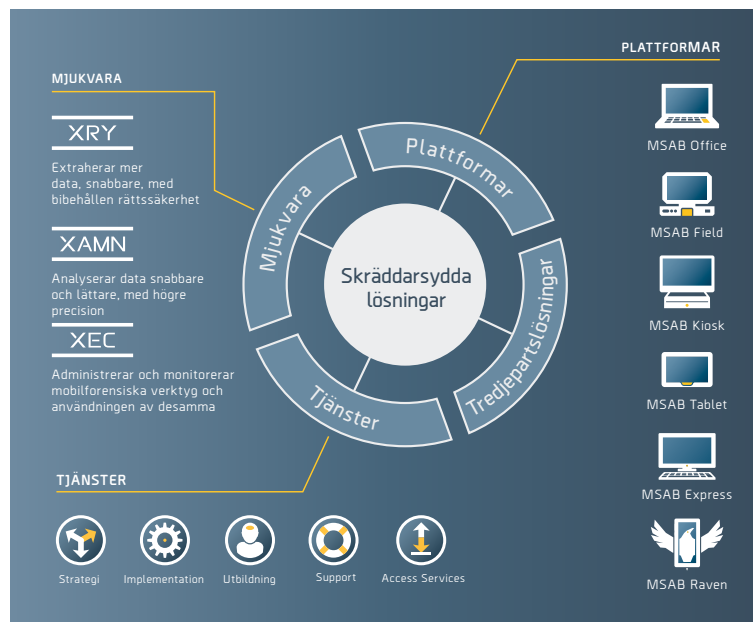 MJUKVARA
XRY
Extraherar mer
data, snabbare, med
bibehållen rättssäkerhet
XAMN
Analyserar data snabbare
och lättare, med högre
precision
XEC
Administrerar och monitorerar
mobilforensiska verktyg och
användningen av desamma
Mjukvara
Plattformar
Tredjepartslösningar
Tjänster
Skräddarsydda
lösningar
PLATTFORMAR
MSAB Office
MSAB Field
MSAB Kiosk
MSAB Tablet
MSAB Express
MSAB Raven
TJÄNSTER
Strategi
Implementation
Utbildning
Support
Access Services